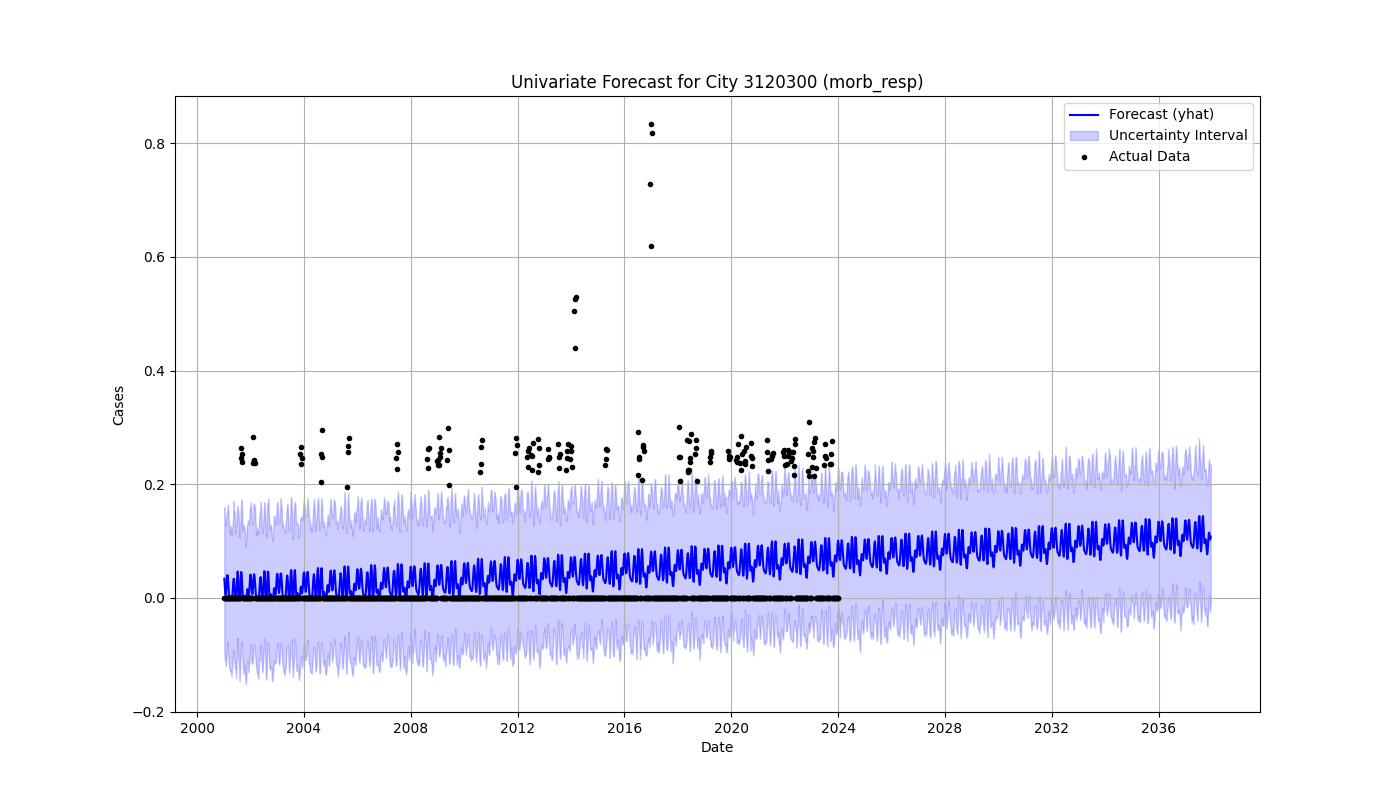 Univariate Forecast for City 3120300 (morb_resp)
Forecast (yhat)
Uncertainty Interval
Actual Data
Cases
0.8
0.6
0.4
0.2
0.0
−0.2
2000 2004 2008 2012 2016 2020 2024 2028 2032 2036
Date